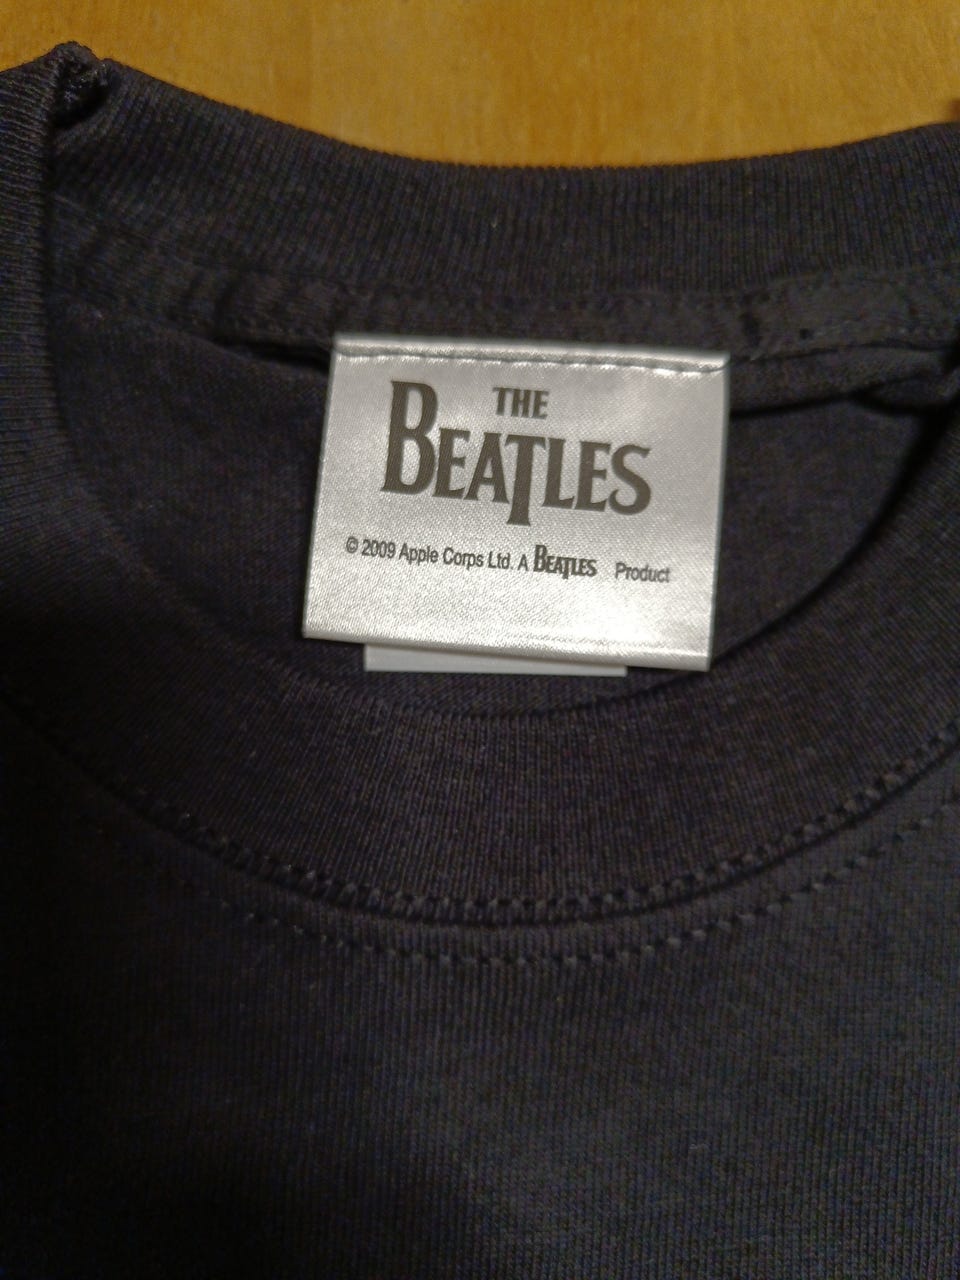 THE
BEATLES
© 2009 Apple Corps Ltd. A BEATLES Product